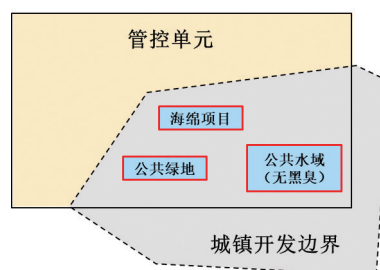 管控单元
海绵项目
公共绿地
公共水域
（无黑臭）
城镇开发边界